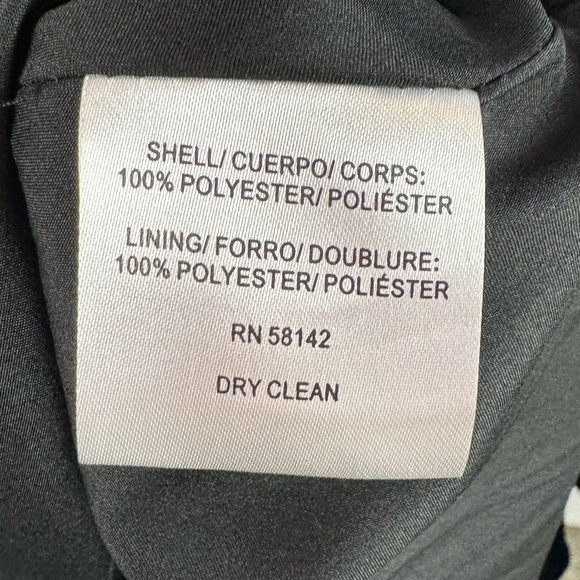 SHELL/ CUERPO/ CORPS:
100% POLYESTER/ POLIÉSTER
LINING/ FORRO/ DOUBLURE:
100% POLYESTER/ POLIÉSTER
RN 58142
DRY CLEAN